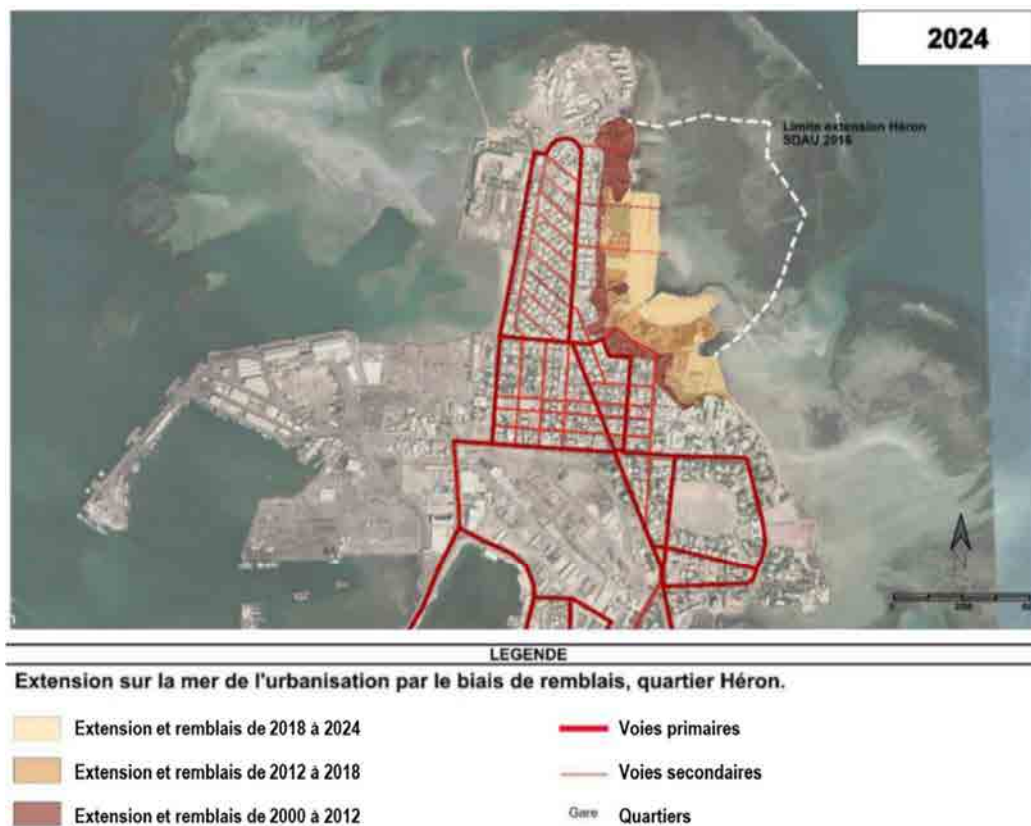 2024
Limite extension Héron
SDAU 2016
LEGENDE
Extension sur la mer de l'urbanisation par le biais de remblais, quartier Héron.
Extension et remblais de 2018 à 2024
Voies primaires
Extension et remblais de 2012 à 2018
Voies secondaires
Extension et remblais de 2000 à 2012
Gare Quartiers